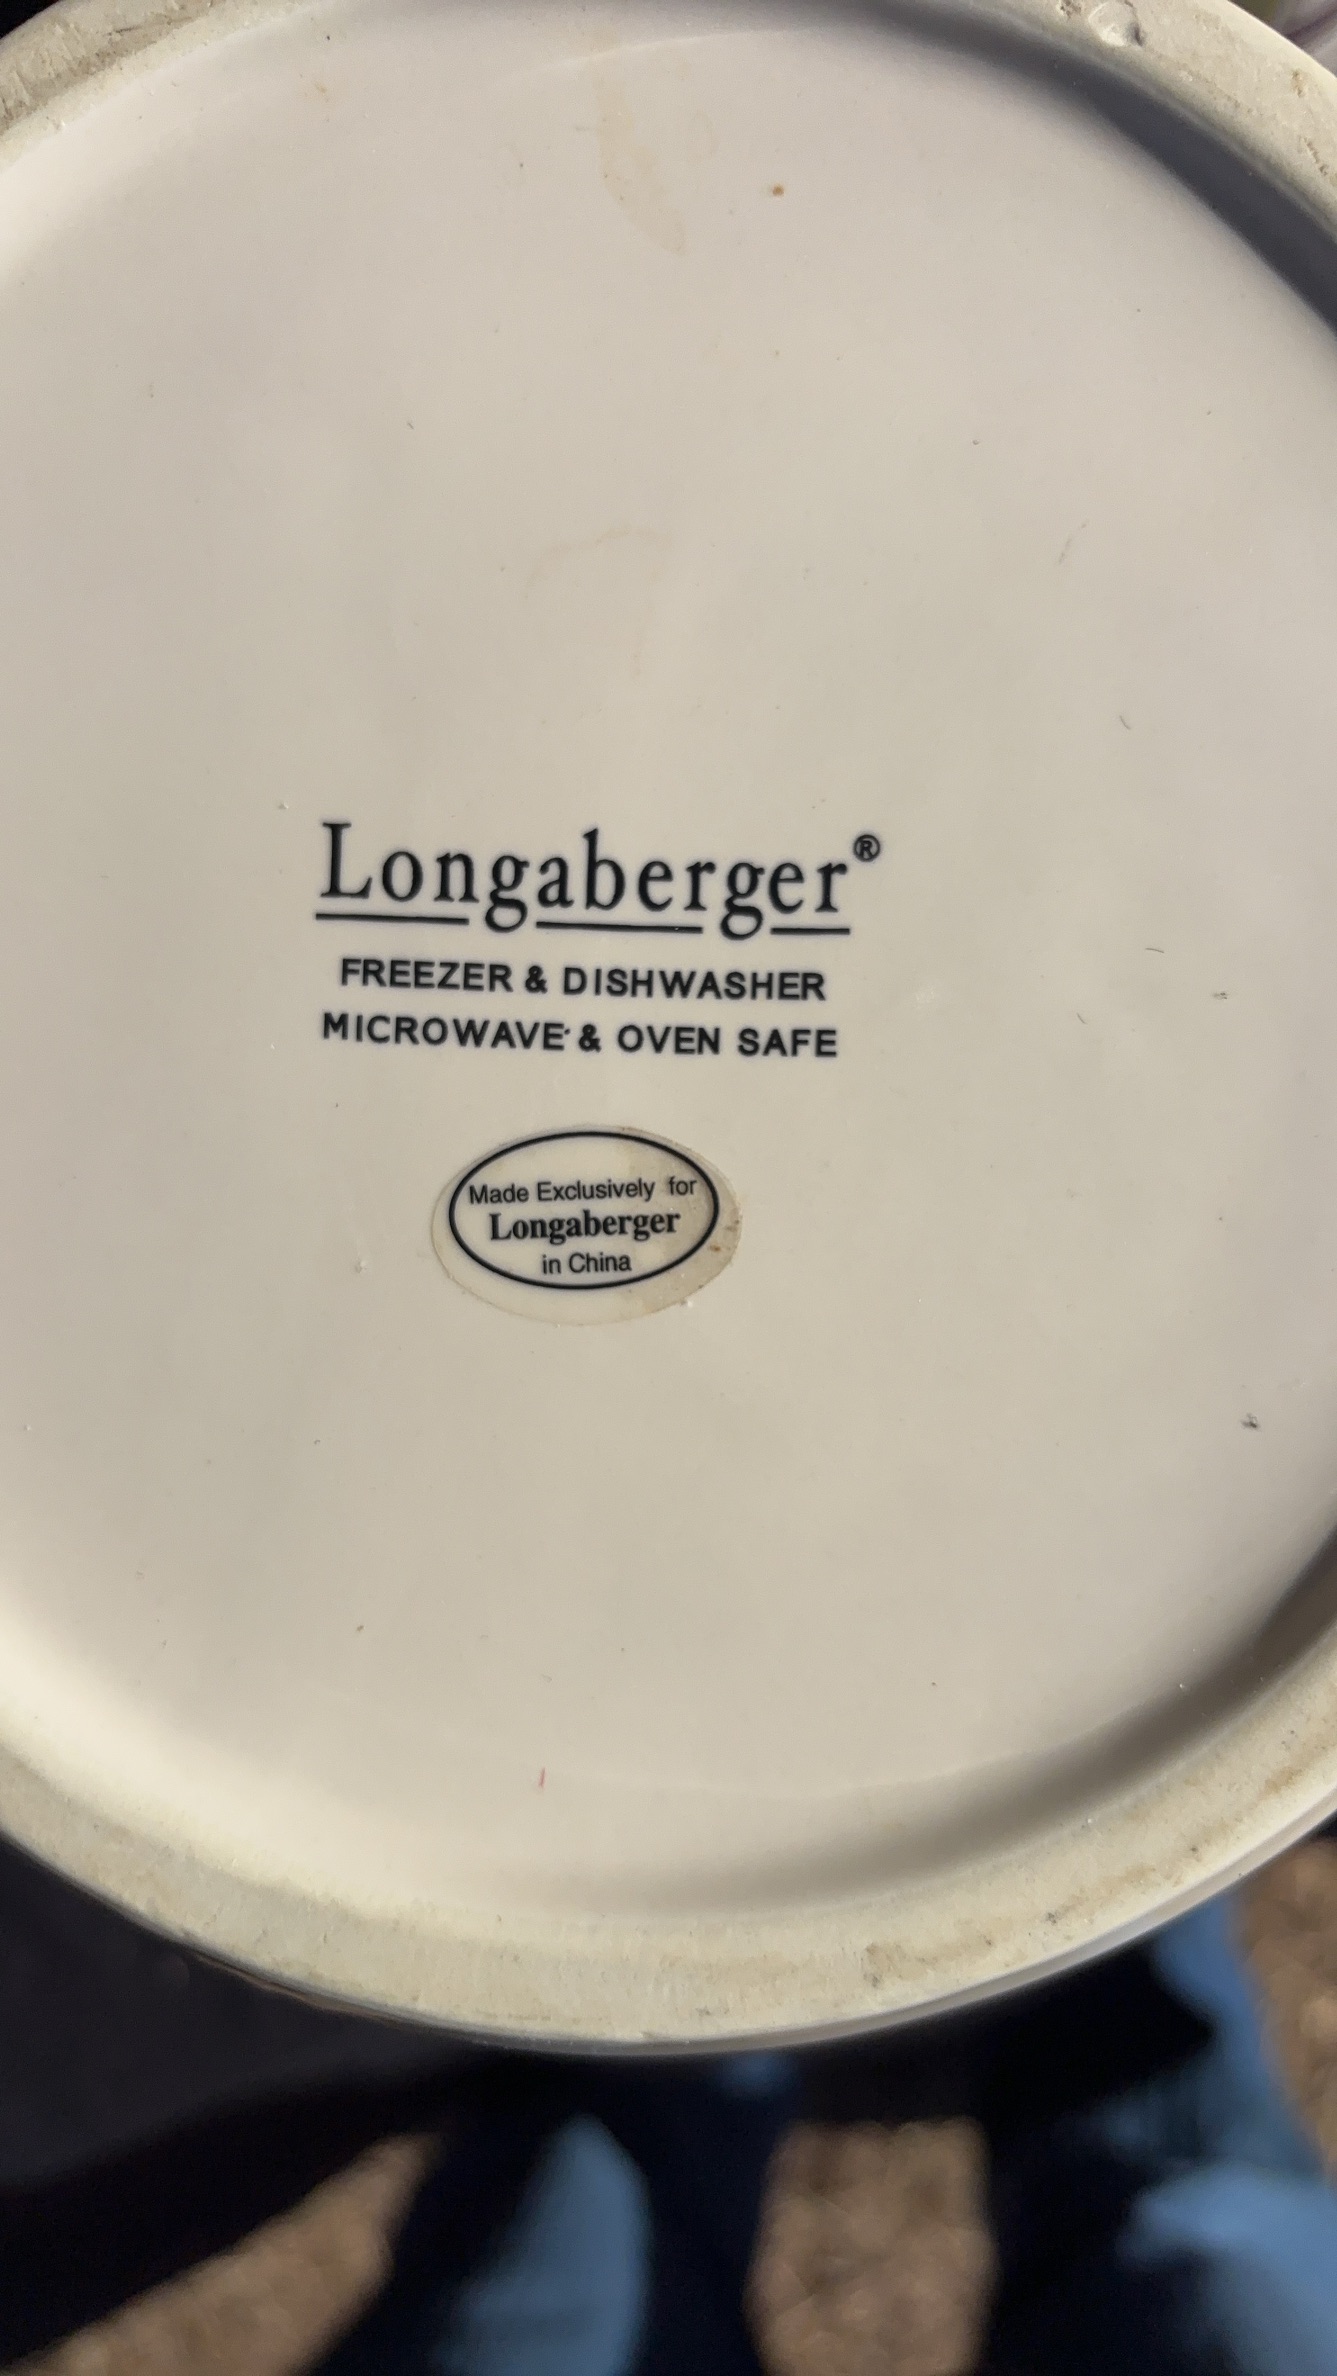 Longaberger®
FREEZER & DISHWASHER
MICROWAVE & OVEN SAFE
Made Exclusively for
Longaberger
in China